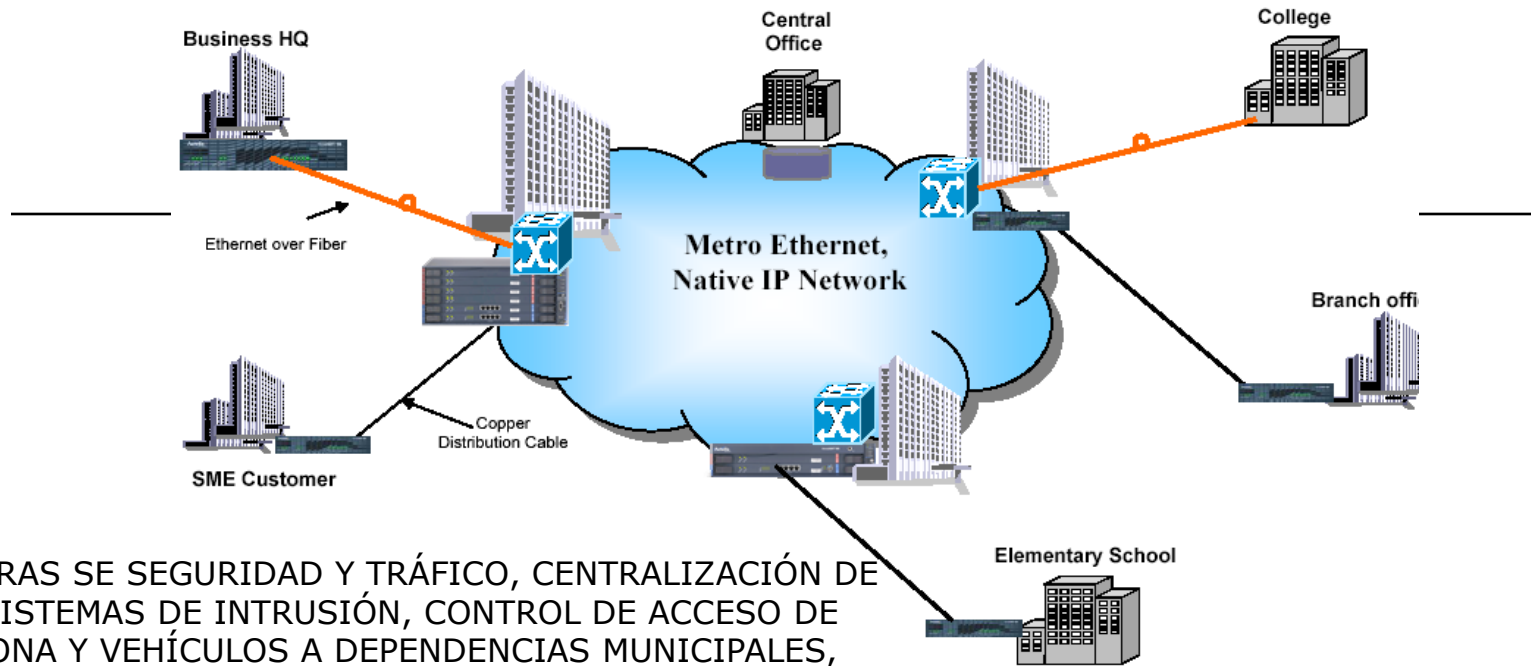 Central
Office
College
Business HQ
Ethernet over Fiber
Metro Ethernet,
Native IP Network
Branch offi
Copper
Distribution Cable
SME Customer
Elementary School
RAS SE SEGURIDAD Y TRÁFICO, CENTRALIZACIÓN DE
ISTEMAS DE INTRUSIÓN, CONTROL DE ACCESO DE
ONA Y VEHÍCULOS A DEPENDENCIAS MUNICIPALES,